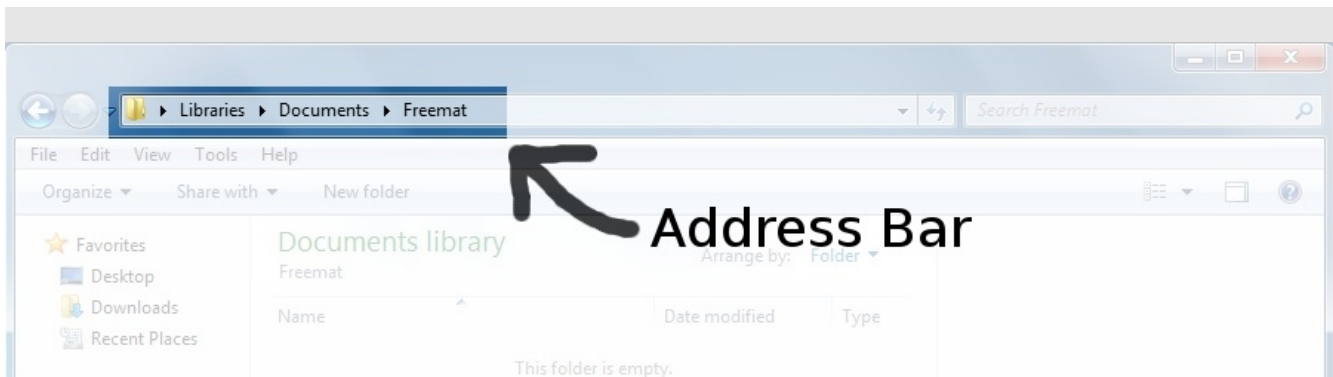 Libraries Documents Freemat
Search Freemat
File Edit View Tools Help
Organize Share with New folder
Address Bar
Favorites
Desktop
Downloads
Recent Places
Documents library
Freemat
Arrange by: Folder
Name Date modified Type
This folder is empty.